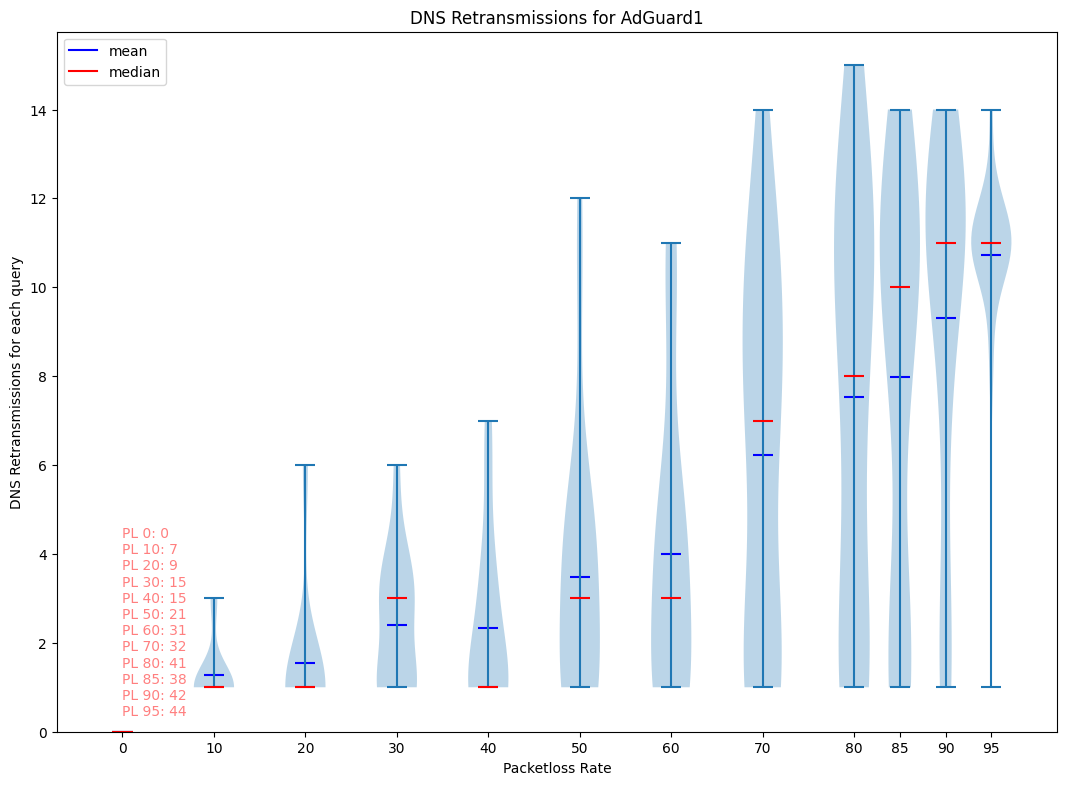 DNS Retransmissions for AdGuard1
mean
median
DNS Retransmissions for each query
14
12
10
8
6
4
2
0
PL 0: 0
PL 10: 7
PL 20: 9
PL 30: 15
PL 40: 15
PL 50: 21
PL 60: 31
PL 70: 32
PL 80: 41
PL 85: 38
PL 90: 42
PL 95: 44
0 10 20 30 40 50 60 70 80 85 90 95
Packetloss Rate